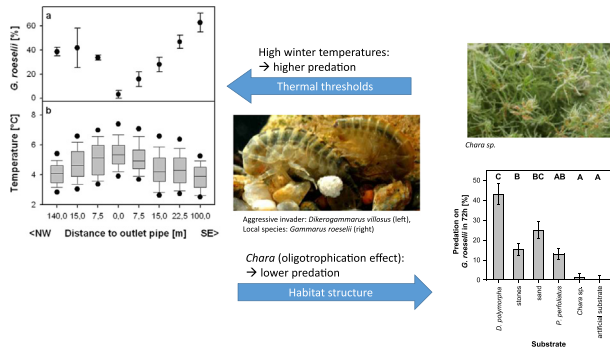 a
G. roeselii [%]
60
40
20
0
b
Temperature [°C]
8
6
4
2
140,0 15,0 7,5 0,0 7,5 15,0 22,5 100,0
<NW Distance to outlet pipe [m] SE>
High winter temperatures:
→ higher predation
Thermal thresholds
Aggressive invader: Dikerogammarus villosus (left),
Local species: Gammarus roeselii (right)
Chara (oligotrophication effect):
→ lower predation
Habitat structure
Chara sp.
C B BC AB A A
Predation on
G. roeselii in 72h [%]
50
40
30
20
10
0
D. polymorpha
stones
sand
P. perfoliatus
Chara sp.
artificial substrate
Substrate